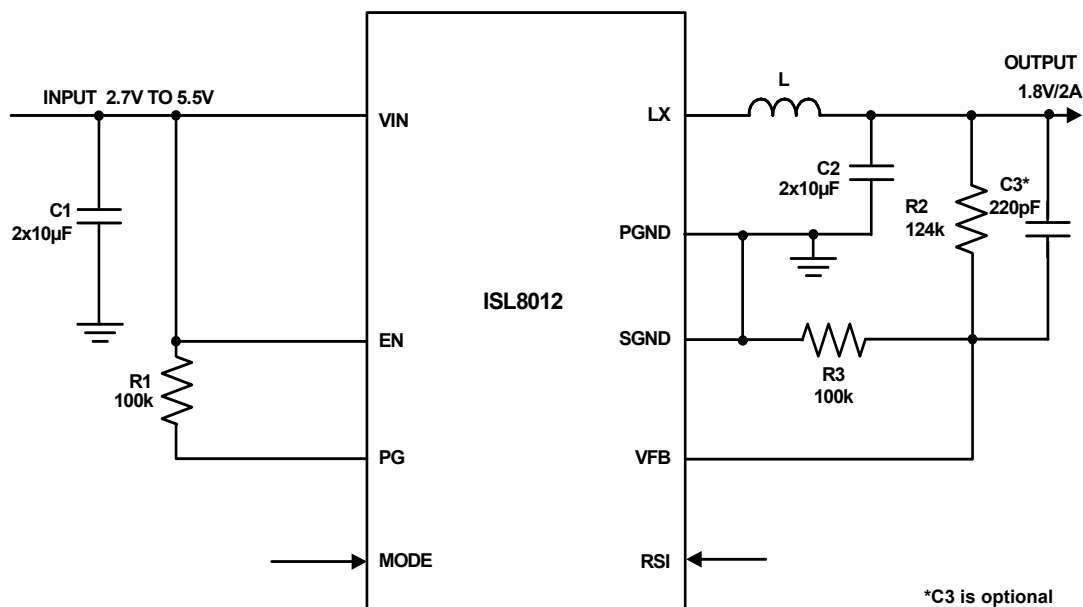 INPUT 2.7V TO 5.5V
VIN
C1
2x10µF
EN
R1
100k
PG
MODE
ISL8012
LX
L
OUTPUT
1.8V/2A
C2
2x10µF
R2
124k
C3*
220pF
PGND
SGND
R3
100k
VFB
RSI
*C3 is optional